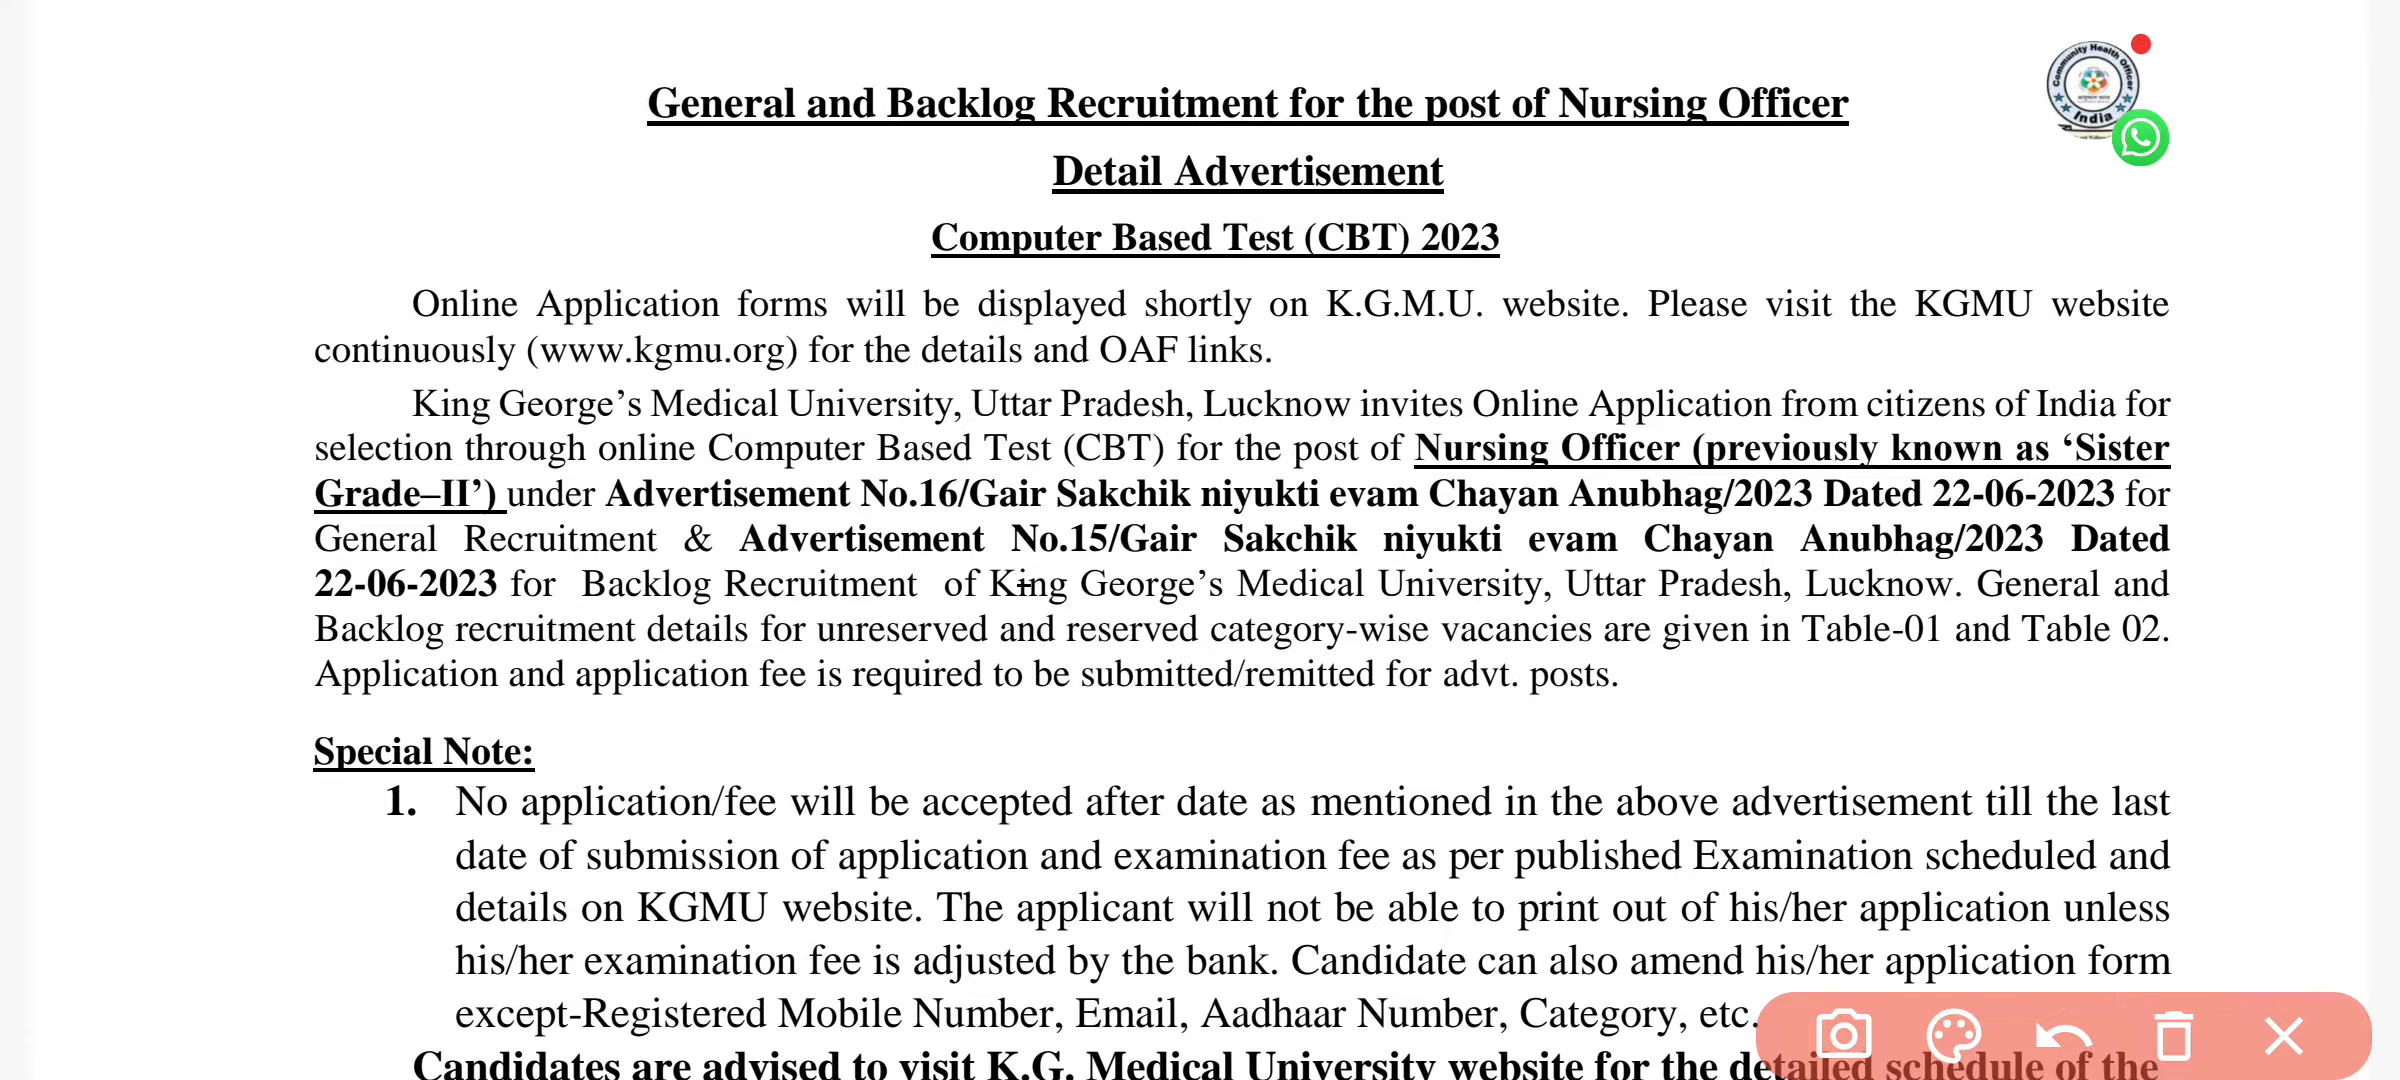 General and Backlog Recruitment for the post of Nursing Officer
Detail Advertisement
Computer Based Test (CBT) 2023
Community Health Officer
India
Online Application forms will be displayed shortly on K.G.M.U. website. Please visit the KGMU website
continuously (www.kgmu.org) for the details and OAF links.
King George’s Medical University, Uttar Pradesh, Lucknow invites Online Application from citizens of India for
selection through online Computer Based Test (CBT) for the post of Nursing Officer (previously known as ‘Sister
Grade–II’) under Advertisement No.16/Gair Sakchik niyukti evam Chayan Anubhag/2023 Dated 22-06-2023 for
General Recruitment & Advertisement No.15/Gair Sakchik niyukti evam Chayan Anubhag/2023 Dated
22-06-2023 for Backlog Recruitment of King George’s Medical University, Uttar Pradesh, Lucknow. General and
Backlog recruitment details for unreserved and reserved category-wise vacancies are given in Table-01 and Table 02.
Application and application fee is required to be submitted/remitted for advt. posts.
Special Note:
1. No application/fee will be accepted after date as mentioned in the above advertisement till the last
date of submission of application and examination fee as per published Examination scheduled and
details on KGMU website. The applicant will not be able to print out of his/her application unless
his/her examination fee is adjusted by the bank. Candidate can also amend his/her application form
except-Registered Mobile Number, Email, Aadhaar Number, Category, etc.
Candidates are advised to visit K.G. Medical University website for the detailed schedule of the